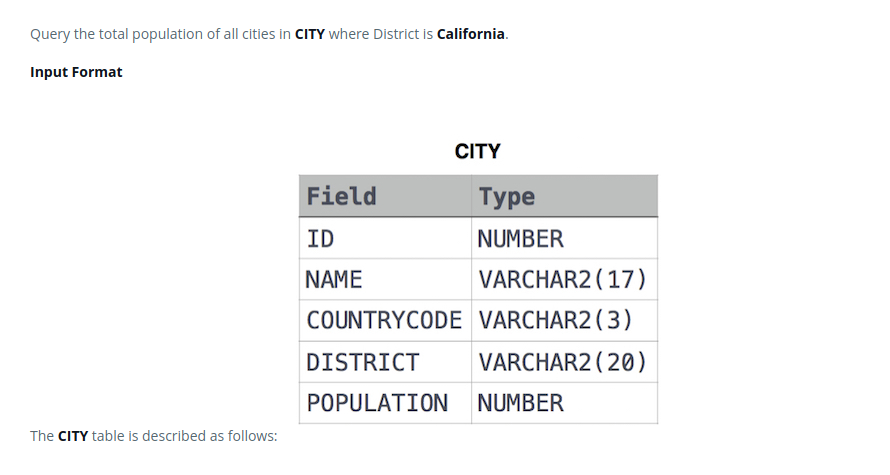 Query the total population of all cities in CITY where District is California.
Input Format
CITY
Field Type
ID NUMBER
NAME VARCHAR2(17)
COUNTRYCODE VARCHAR2(3)
DISTRICT VARCHAR2(20)
POPULATION NUMBER
The CITY table is described as follows: